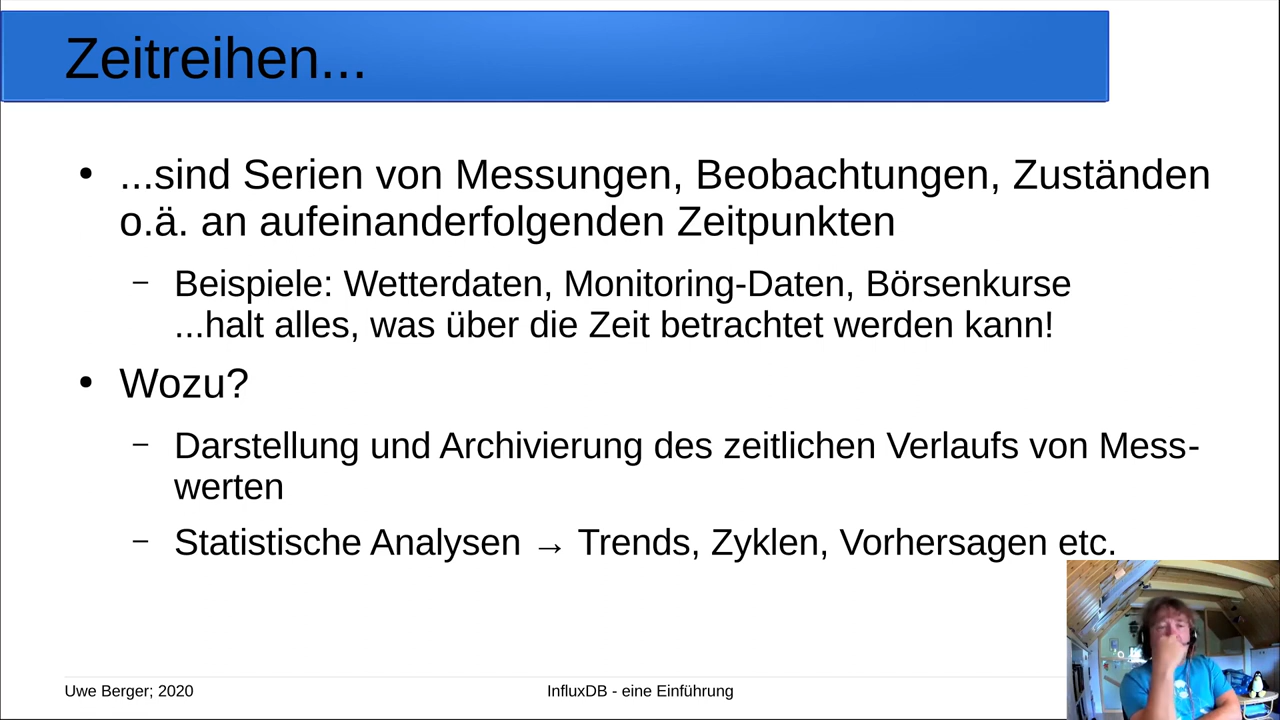 Zeitreihen...
● ...sind Serien von Messungen, Beobachtungen, Zuständen
o.ä. an aufeinanderfolgenden Zeitpunkten
– Beispiele: Wetterdaten, Monitoring-Daten, Börsenkurse
...halt alles, was über die Zeit betrachtet werden kann!
● Wozu?
– Darstellung und Archivierung des zeitlichen Verlaufs von Mess-
werten
– Statistische Analysen → Trends, Zyklen, Vorhersagen etc.
Uwe Berger; 2020
InfluxDB - eine Einführung